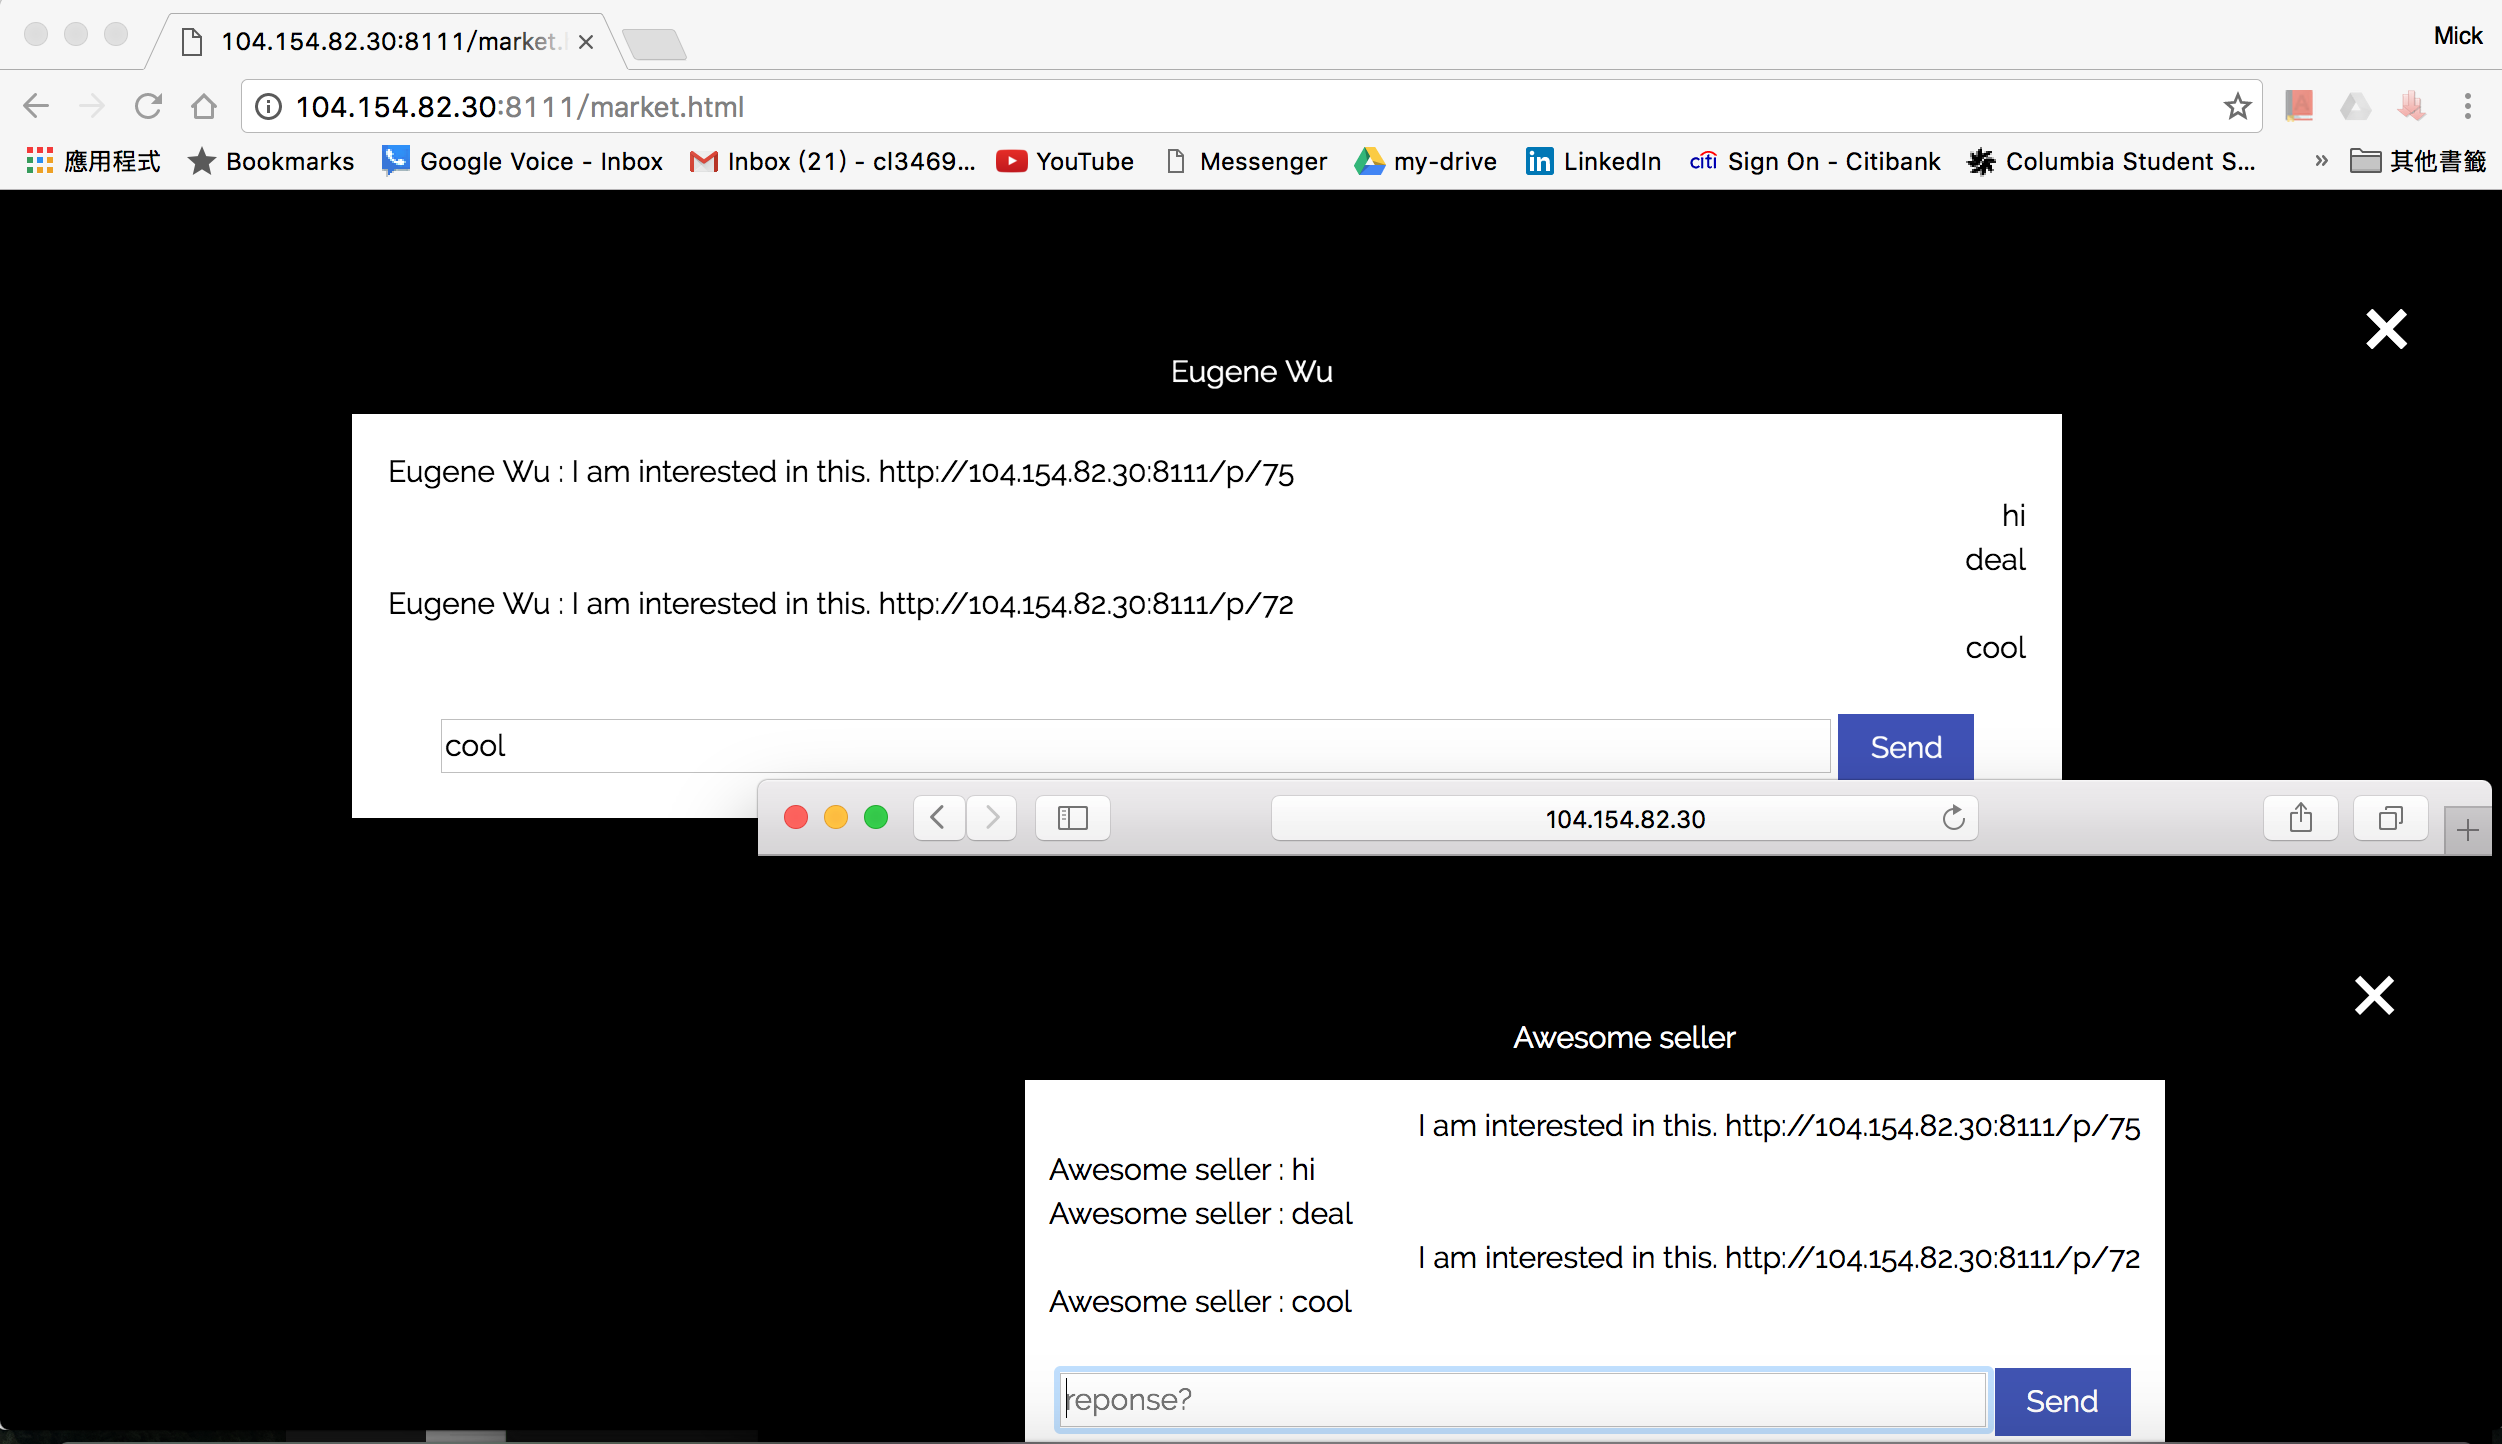 104.154.82.30:8111/market.
Mick
104.154.82.30:8111/market.html
應用程式 Bookmarks Google Voice - Inbox Inbox (21) - cl3469... YouTube Messenger my-drive LinkedIn citi Sign On - Citibank Columbia Student S... » 其他書籤
Eugene Wu
Eugene Wu : I am interested in this. http://104.154.82.30:8111/p/75
hi
deal
Eugene Wu : I am interested in this. http://104.154.82.30:8111/p/72
cool
cool Send
104.154.82.30
Awesome seller
I am interested in this. http://104.154.82.30:8111/p/75
Awesome seller : hi
Awesome seller : deal
I am interested in this. http://104.154.82.30:8111/p/72
Awesome seller : cool
reponse? Send